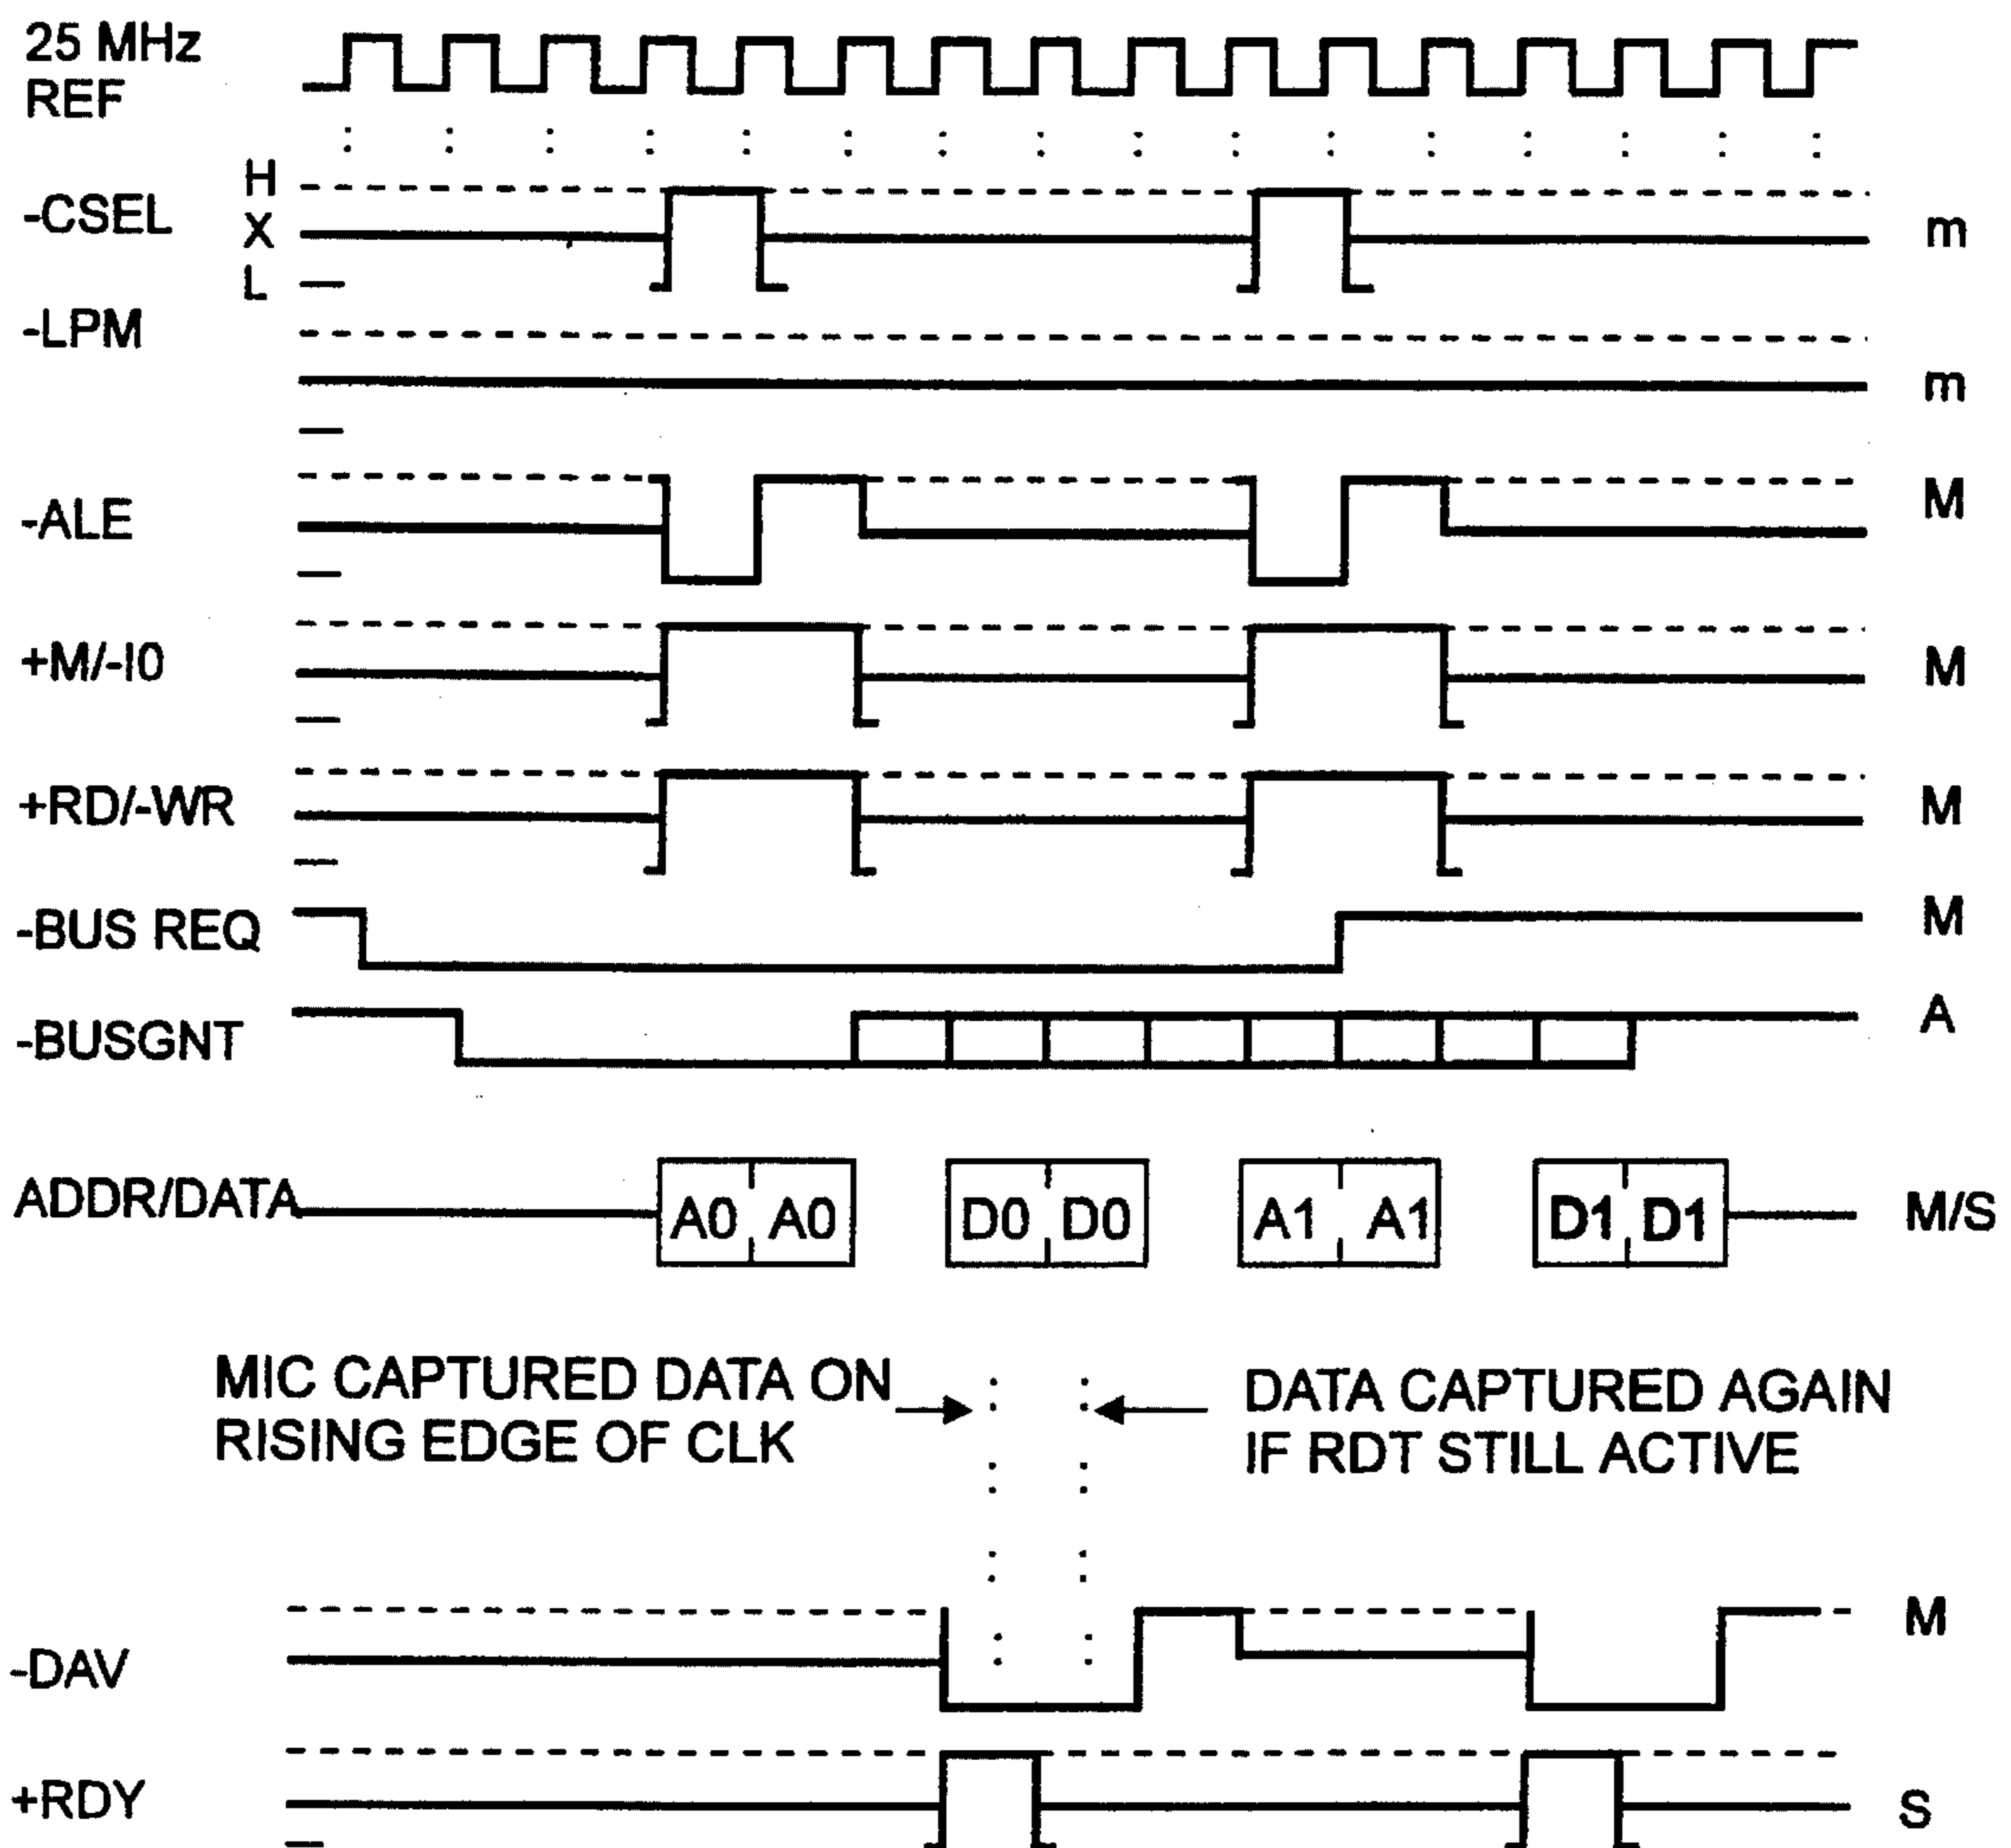 25 MHz
REF
H
-CSEL X m
L
-LPM
m
-ALE M
+M/-I0 M
+RD/-WR M
-BUS REQ M
-BUSGNT A
ADDR/DATA A0 A0 D0 D0 A1 A1 D1 D1 M/S
MIC CAPTURED DATA ON
RISING EDGE OF CLK
DATA CAPTURED AGAIN
IF RDT STILL ACTIVE
-DAV M
+RDY S